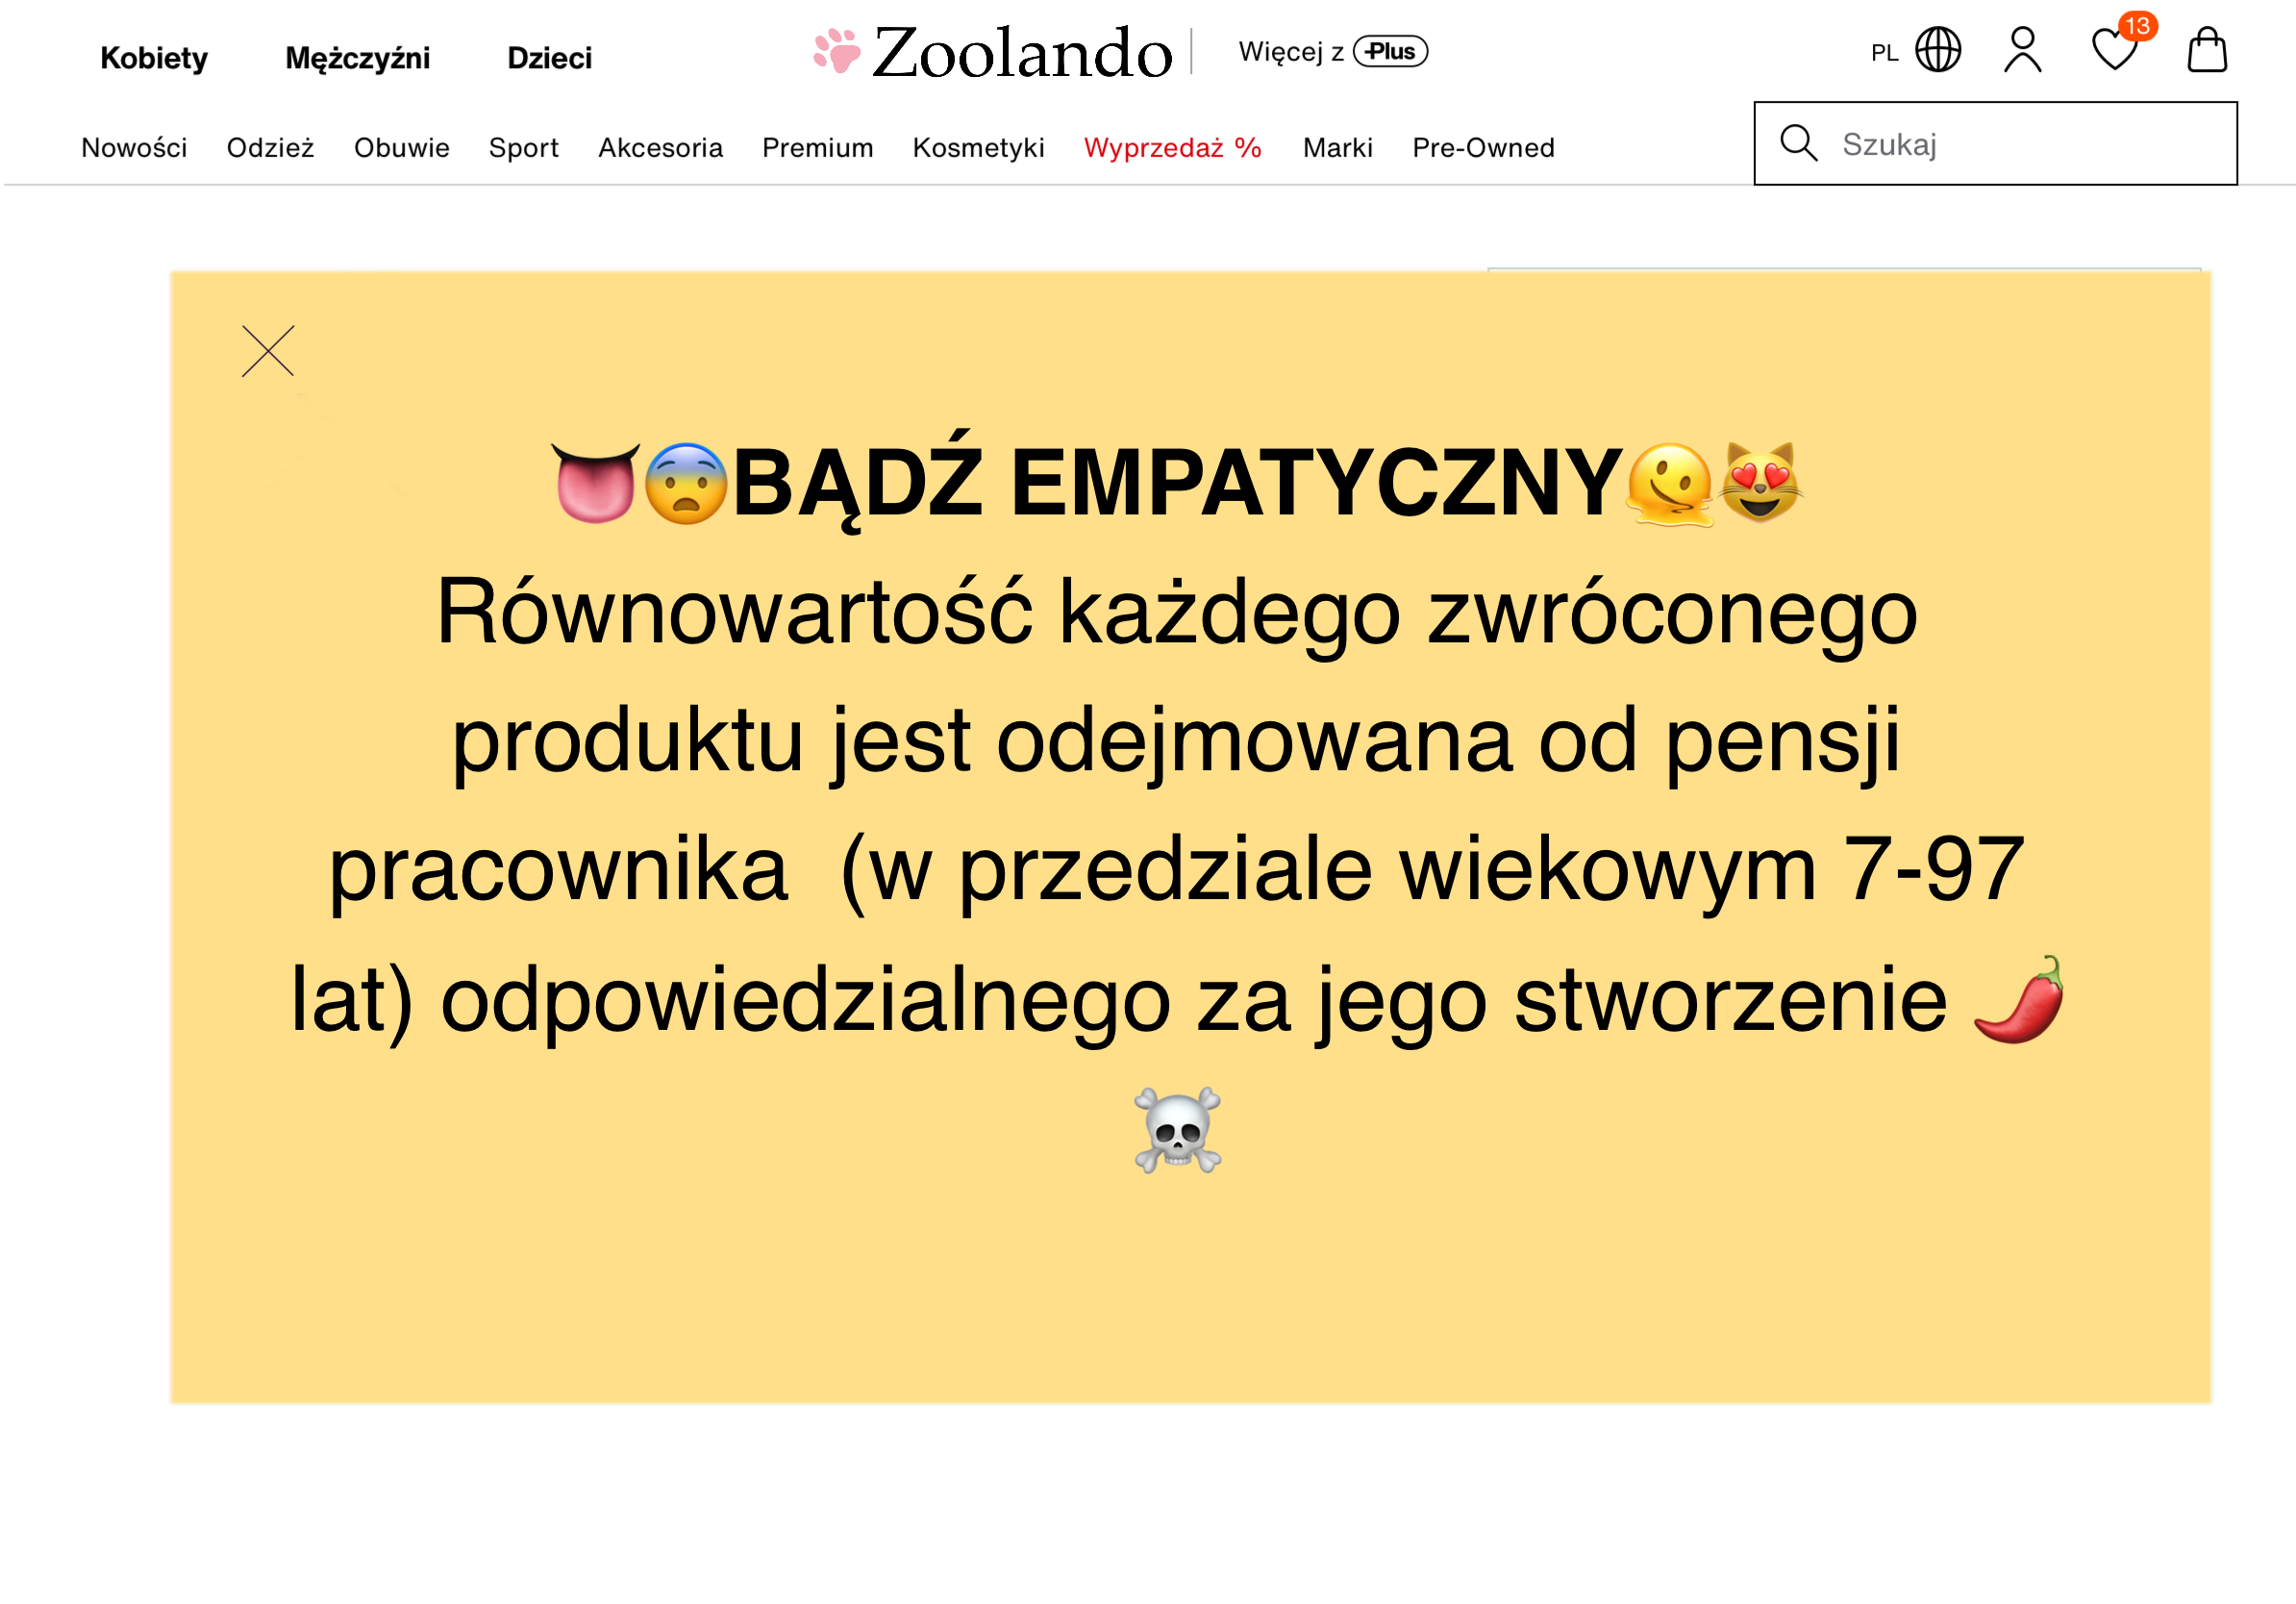 Kobiety Mężczyźni Dzieci Zoolando Więcej z Plus PL 13
Nowości Odzież Obuwie Sport Akcesoria Premium Kosmetyki Wyprzedaż % Marki Pre-Owned Szukaj
👅😨BĄDŹ EMPATYCZNY🫠😻
Równowartość każdego zwróconego
produktu jest odejmowana od pensji
pracownika (w przedziale wiekowym 7-97
lat) odpowiedzialnego za jego stworzenie 🌶️
☠️